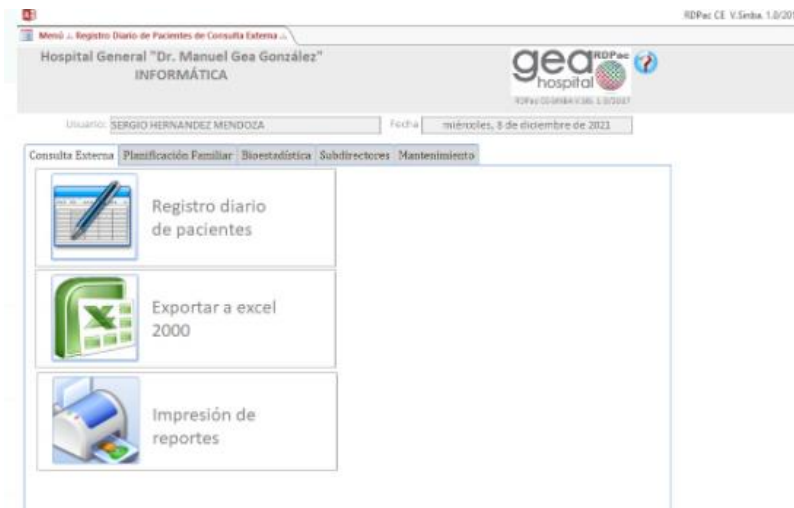 RDPac CE V.Simba. 1.0/201
Menú .:. Registro Diario de Pacientes de Consulta Externa .:.
Hospital General "Dr. Manuel Gea González"
INFORMÁTICA
gea
hospital
RDPac
Usuario: SERGIO HERNANDEZ MENDOZA
Fecha miércoles, 8 de diciembre de 2021
Consulta Externa Planificación Familiar Bioestadística Subdirectores Mantenimiento
Registro diario
de pacientes
Exportar a excel
2000
Impresión de
reportes